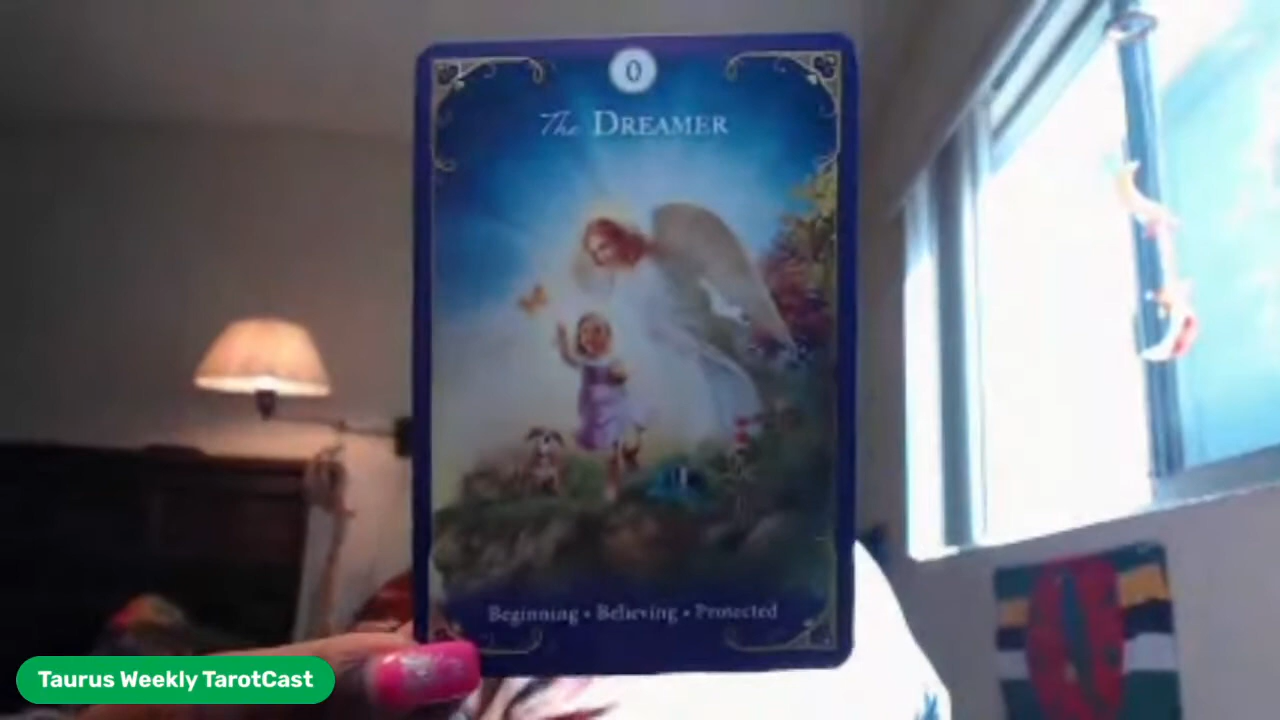 0
The DREAMER
Beginning • Believing • Protected
Taurus Weekly TarotCast